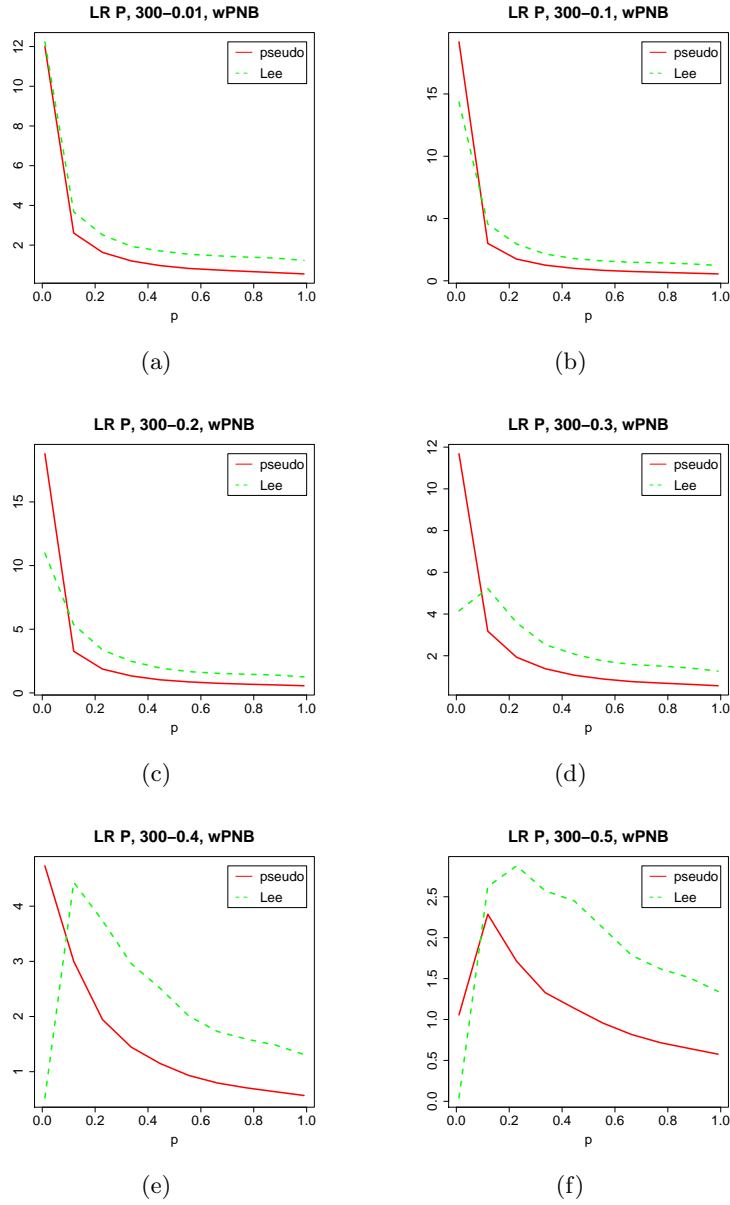 LR P, 300−0.01, wPNB
pseudo
Lee
2
4
6
8
10
12
0.0 0.2 0.4 0.6 0.8 1.0
p
(a)
LR P, 300−0.1, wPNB
pseudo
Lee
0
5
10
15
0.0 0.2 0.4 0.6 0.8 1.0
p
(b)
LR P, 300−0.2, wPNB
pseudo
Lee
0
5
10
15
0.0 0.2 0.4 0.6 0.8 1.0
p
(c)
LR P, 300−0.3, wPNB
pseudo
Lee
2
4
6
8
10
12
0.0 0.2 0.4 0.6 0.8 1.0
p
(d)
LR P, 300−0.4, wPNB
pseudo
Lee
1
2
3
4
0.0 0.2 0.4 0.6 0.8 1.0
p
(e)
LR P, 300−0.5, wPNB
pseudo
Lee
0.0
0.5
1.0
1.5
2.0
2.5
0.0 0.2 0.4 0.6 0.8 1.0
p
(f)